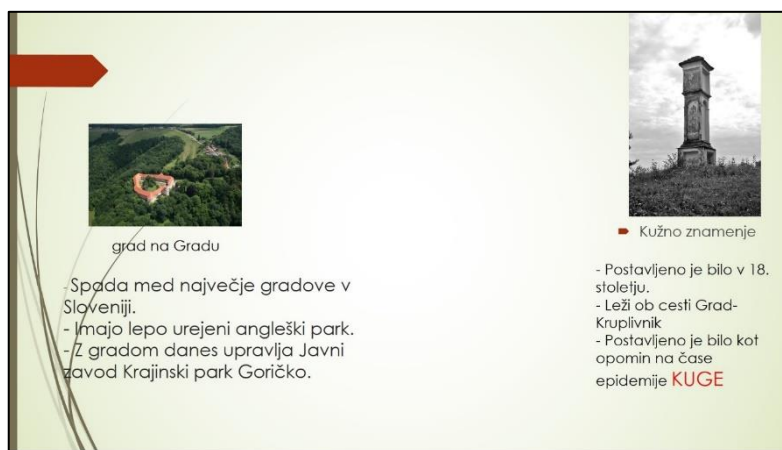 grad na Gradu
- Spada med največje gradove v
Sloveniji.
- Imajo lepo urejeni angleški park.
- Z gradom danes upravlja Javni
zavod Krajinski park Goričko.
Kužno znamenje
- Postavljeno je bilo v 18.
stoletju.
- Leži ob cesti Grad-
Kruplivnik
- Postavljeno je bilo kot
opomin na čase
epidemije KUGE